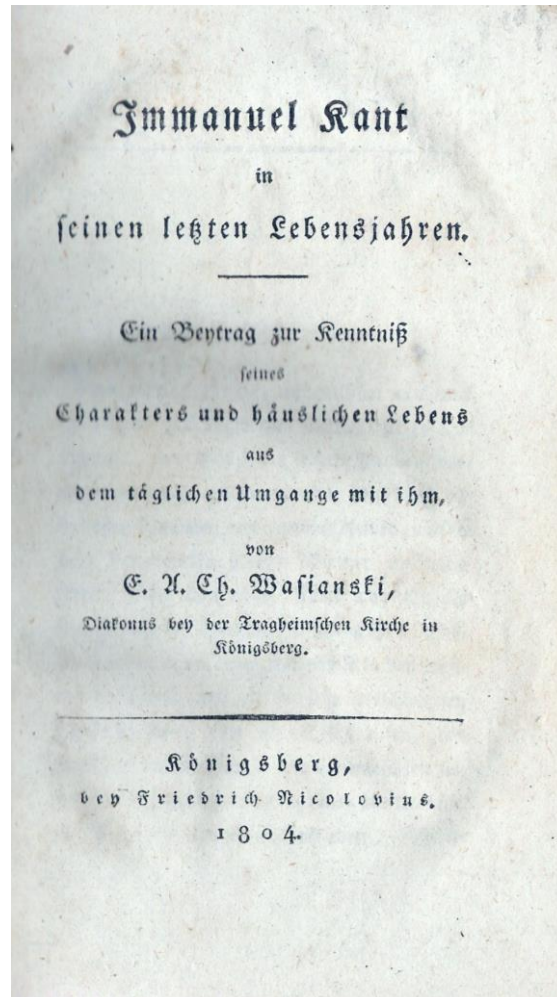 Immanuel Kant
in
seinen letzten Lebensjahren.
Ein Beytrag zur Kenntniß
seines
Charakters und häuslichen Lebens
aus
dem täglichen Umgange mit ihm,
von
E. A. Ch. Wasianski,
Diakonus bey der Tragheimschen Kirche in
Königsberg.
Königsberg,
bey Friedrich Nicolovius.
1804.